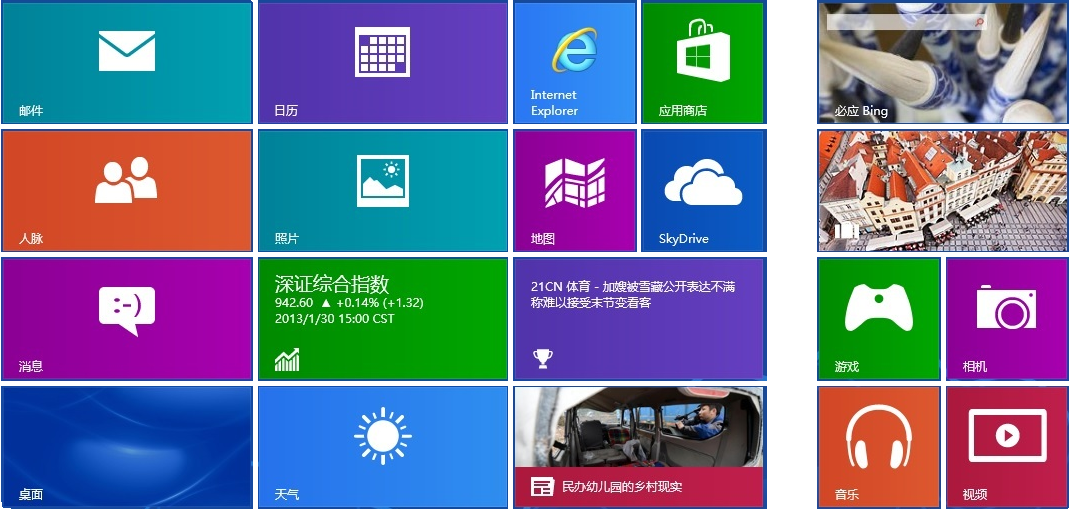 邮件
日历
Internet
Explorer
应用商店
必应 Bing
人脉
照片
地图
SkyDrive
消息
深证综合指数
942.60 ▲ +0.14% (+1.32)
2013/1/30 15:00 CST
21CN 体育 - 加嫂被雪藏公开表达不满
称难以接受末节变看客
游戏
相机
桌面
天气
民办幼儿园的乡村现实
音乐
视频